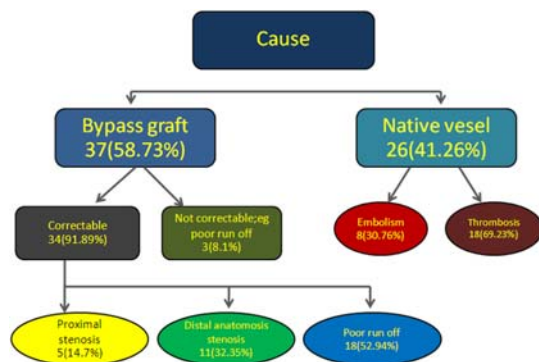 Cause
Bypass graft
37(58.73%)
Native vesel
26(41.26%)
Correctable
34(91.89%)
Not correctable;eg
poor run off
3(8.1%)
Embolism
8(30.76%)
Thrombosis
18(69.23%)
Proximal
stenosis
5(14.7%)
Distal anatomosis
stenosis
11(32.35%)
Poor run off
18(52.94%)